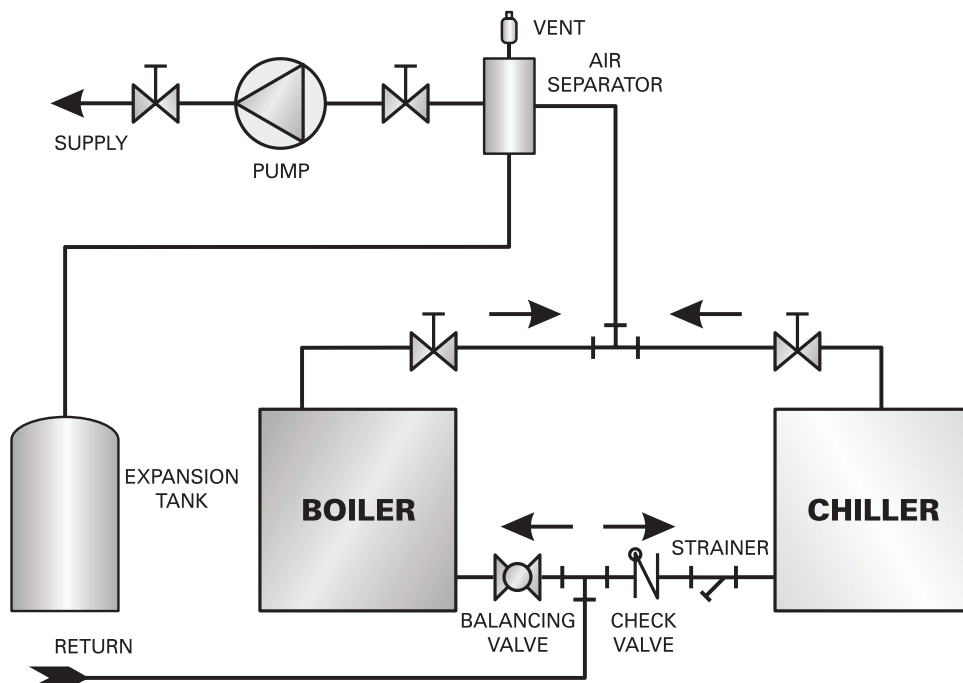 VENT
AIR
SEPARATOR
SUPPLY
PUMP
EXPANSION
TANK
BOILER
CHILLER
STRAINER
BALANCING
VALVE
CHECK
VALVE
RETURN